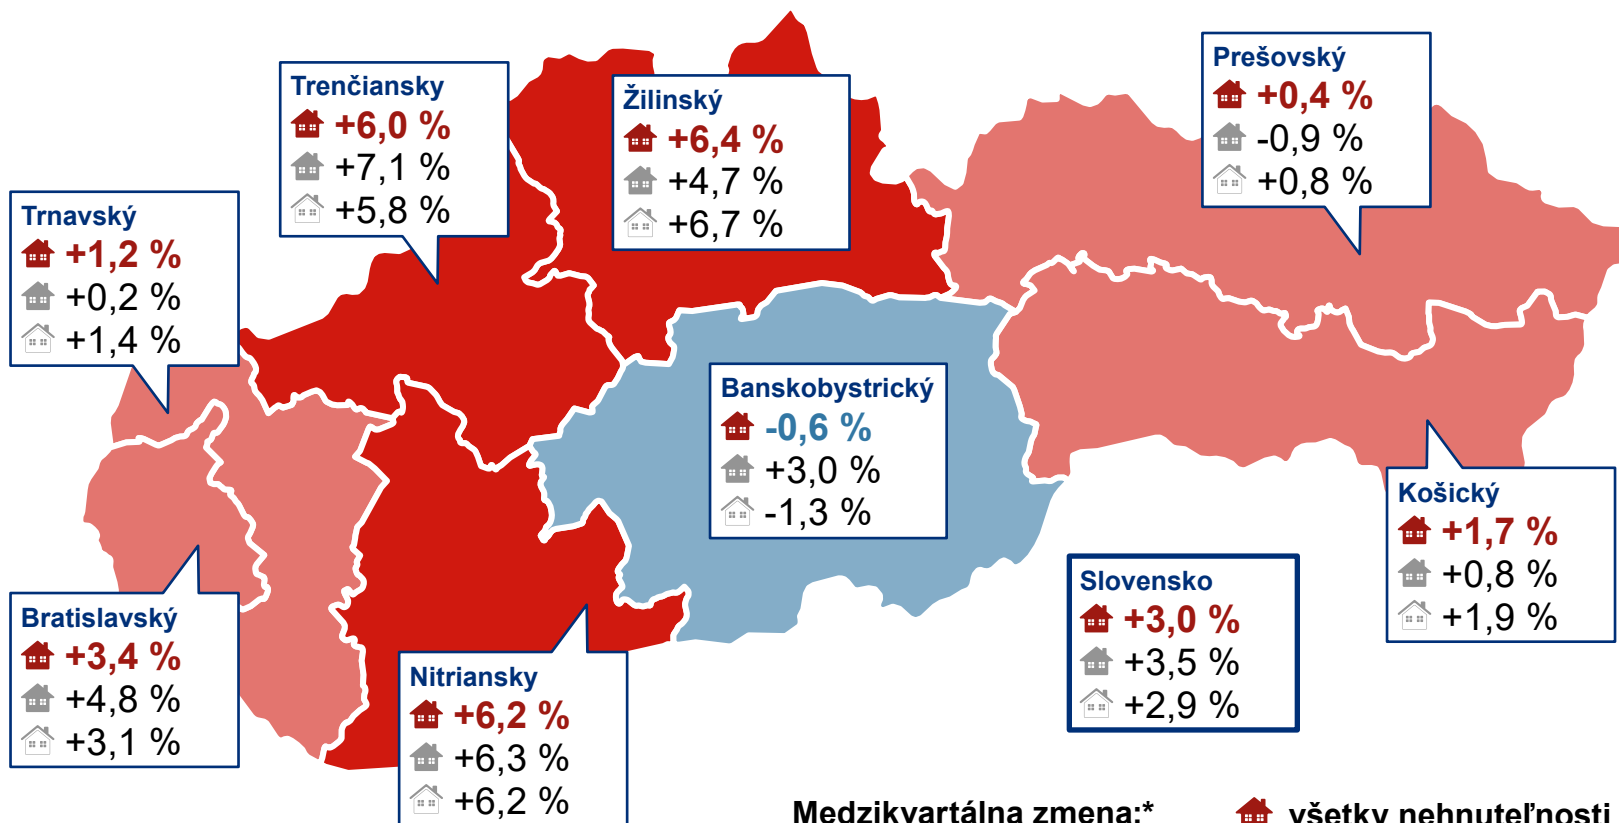 Trenčiansky
+6,0 %
+7,1 %
+5,8 %
Žilinský
+6,4 %
+4,7 %
+6,7 %
Prešovský
+0,4 %
-0,9 %
+0,8 %
Trnavský
+1,2 %
+0,2 %
+1,4 %
Banskobystrický
-0,6 %
+3,0 %
-1,3 %
Košický
+1,7 %
+0,8 %
+1,9 %
Bratislavský
+3,4 %
+4,8 %
+3,1 %
Nitriansky
+6,2 %
+6,3 %
+6,2 %
Slovensko
+3,0 %
+3,5 %
+2,9 %
Medzikvartálna zmena:*
všetky nehnuteľnosti